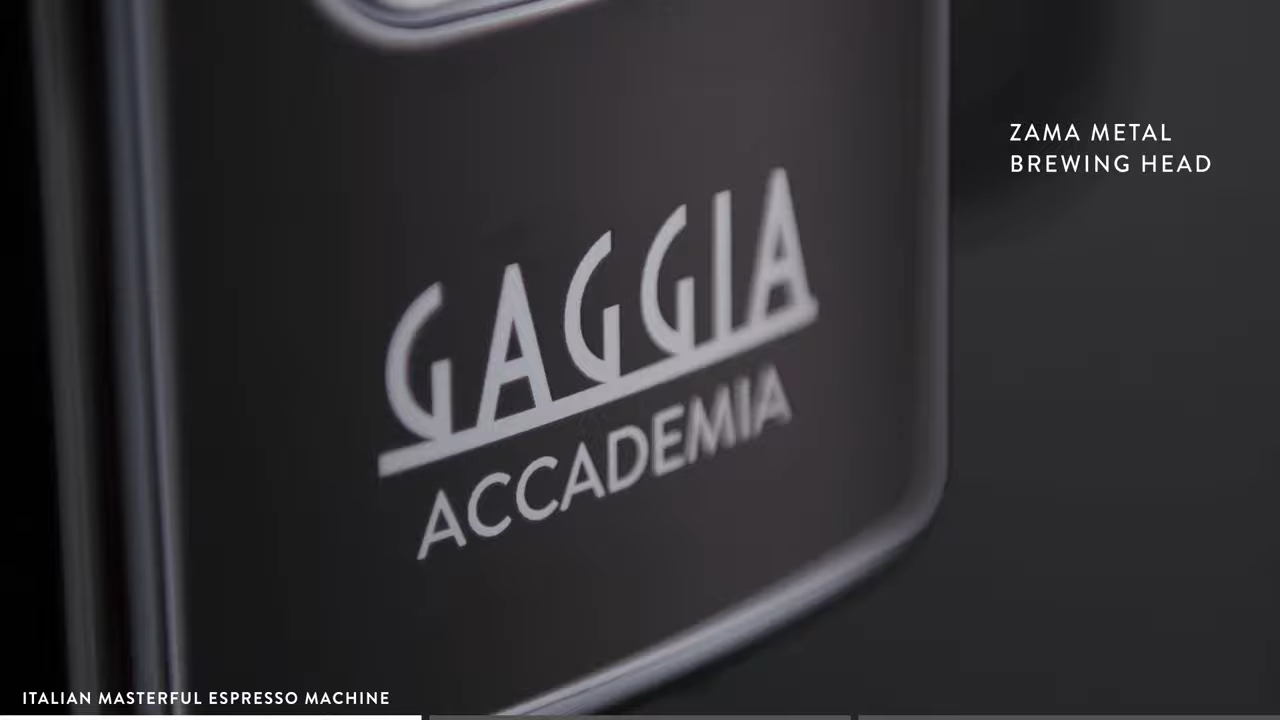 ZAMA METAL
BREWING HEAD
GAGGIA
ACCADEMIA
ITALIAN MASTERFUL ESPRESSO MACHINE